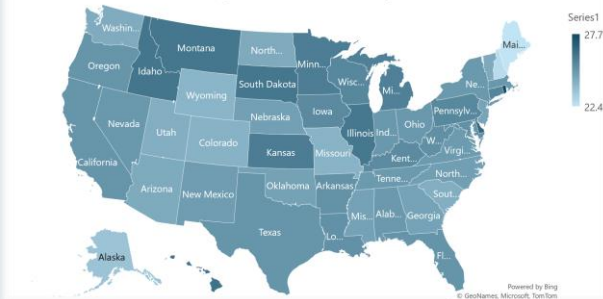 Series1
27.7
22.4
Washin...
Montana
North...
Minn...
Mai...
Oregon
Idaho
South Dakota
Wisc...
Mi...
Ne...
Wyoming
Iowa
Pennsylv...
Nebraska
Nevada
Utah
Colorado
Illinois
Ind...
Ohio
W...
Virgi...
Kansas
Missouri
Kent...
California
Arizona
New Mexico
Oklahoma
Arkansas
Tenne...
North...
Sout...
Mis...
Alab...
Georgia
Texas
Lo...
Fl...
Alaska
Powered by Bing
© GeoNames, Microsoft, TomTom